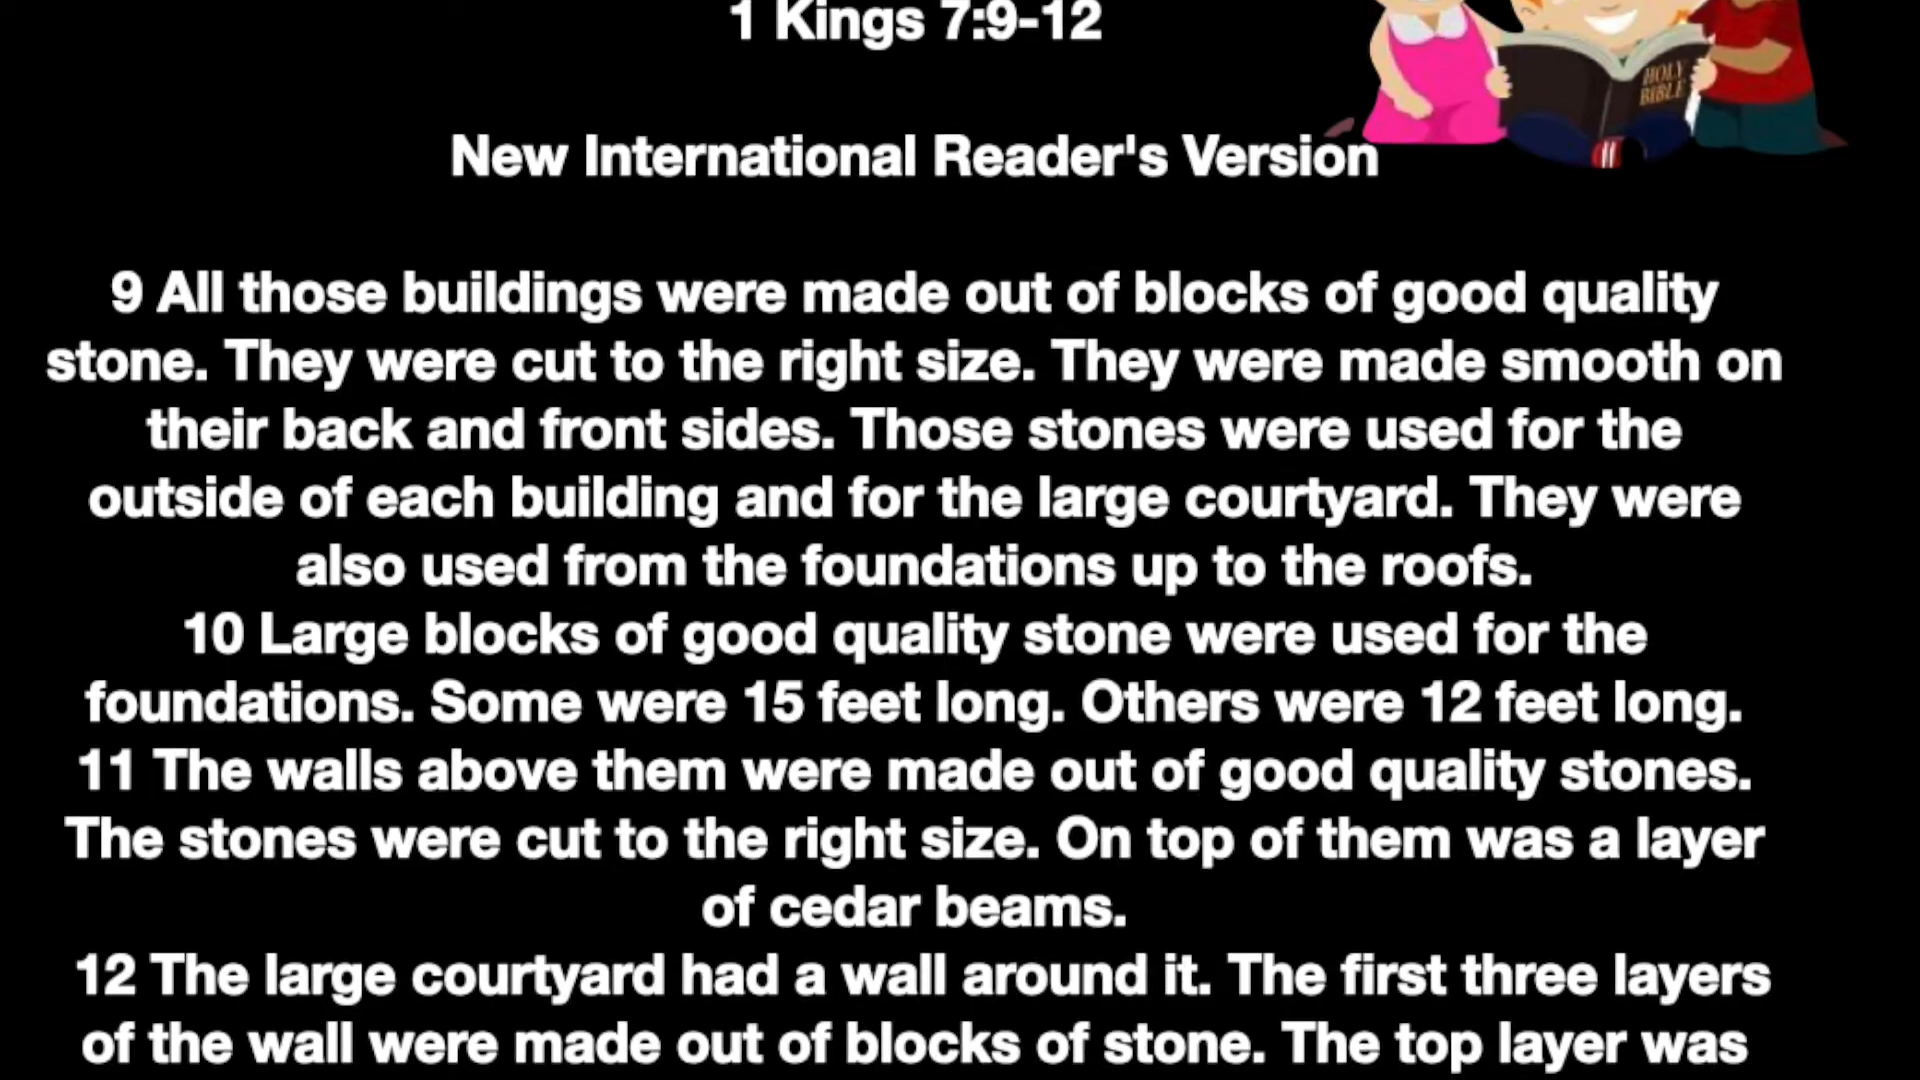 1 Kings 7:9-12
HOLY
BIBLE
New International Reader's Version
9 All those buildings were made out of blocks of good quality
stone. They were cut to the right size. They were made smooth on
their back and front sides. Those stones were used for the
outside of each building and for the large courtyard. They were
also used from the foundations up to the roofs.
10 Large blocks of good quality stone were used for the
foundations. Some were 15 feet long. Others were 12 feet long.
11 The walls above them were made out of good quality stones.
The stones were cut to the right size. On top of them was a layer
of cedar beams.
12 The large courtyard had a wall around it. The first three layers
of the wall were made out of blocks of stone. The top layer was